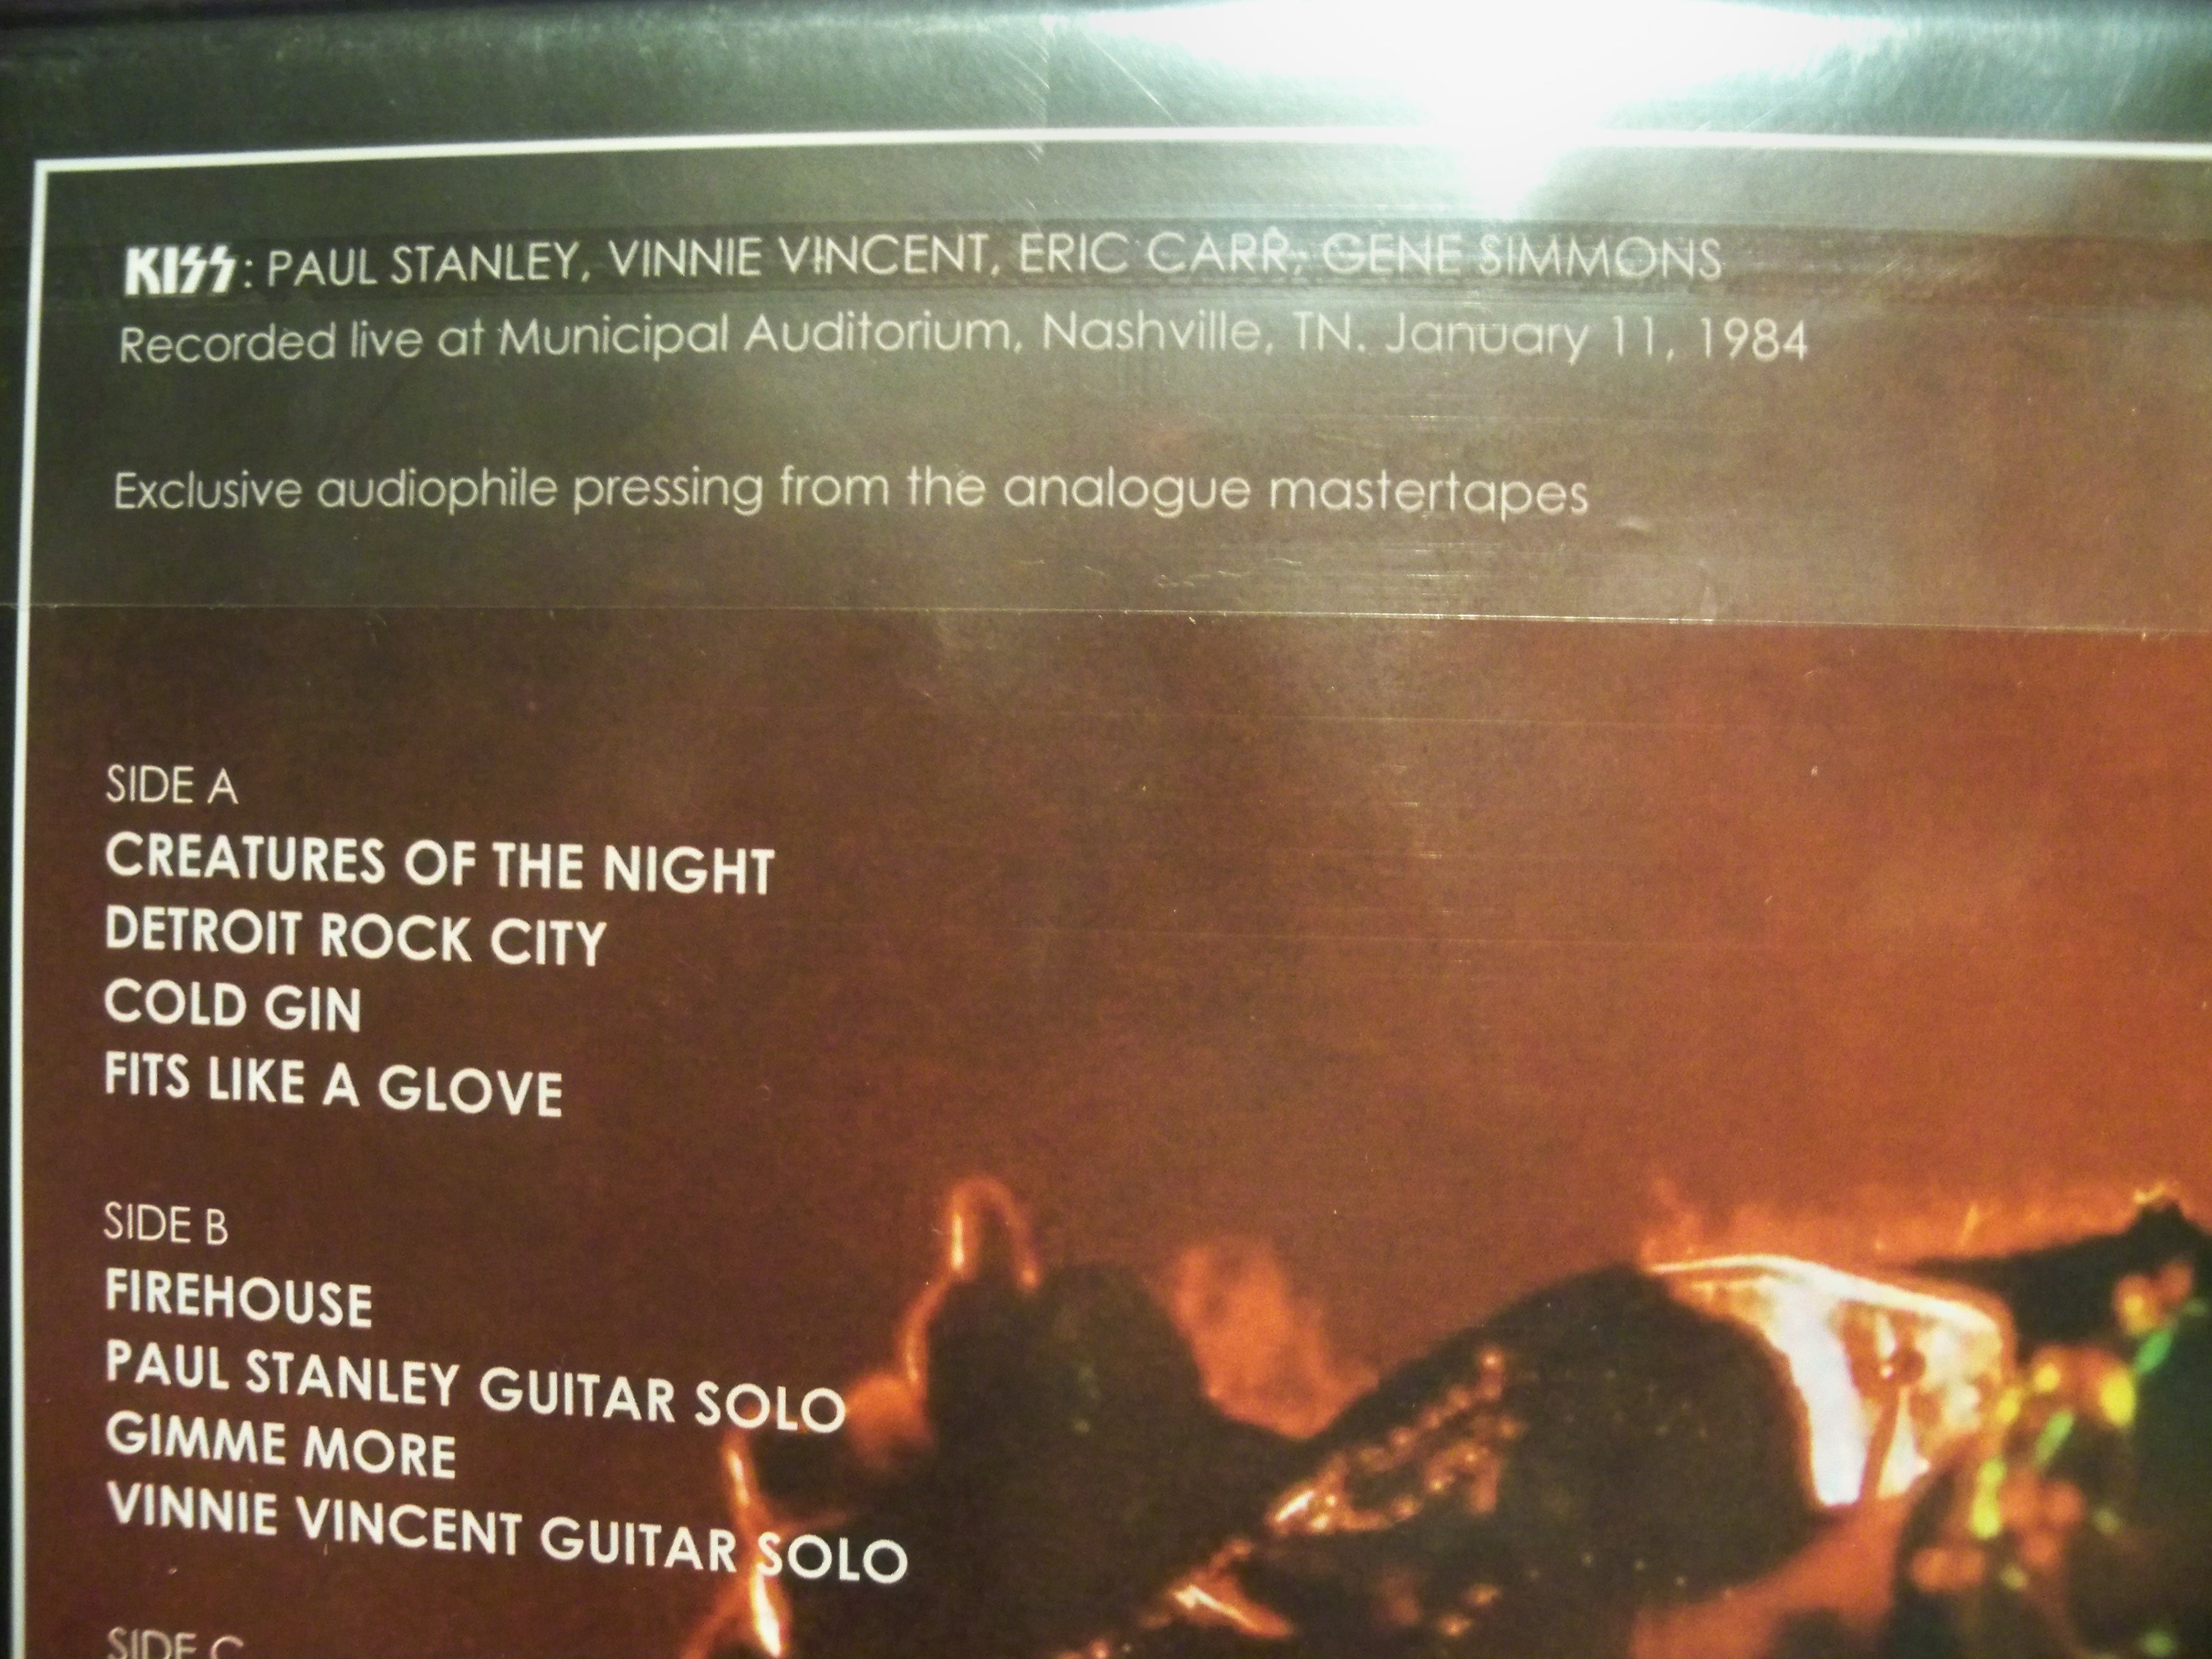 KISS: PAUL STANLEY, VINNIE VINCENT, ERIC CARR, GENE SIMMONS
Recorded live at Municipal Auditorium, Nashville, TN. January 11, 1984
Exclusive audiophile pressing from the analogue mastertapes
SIDE A
CREATURES OF THE NIGHT
DETROIT ROCK CITY
COLD GIN
FITS LIKE A GLOVE
SIDE B
FIREHOUSE
PAUL STANLEY GUITAR SOLO
GIMME MORE
VINNIE VINCENT GUITAR SOLO
SIDE C